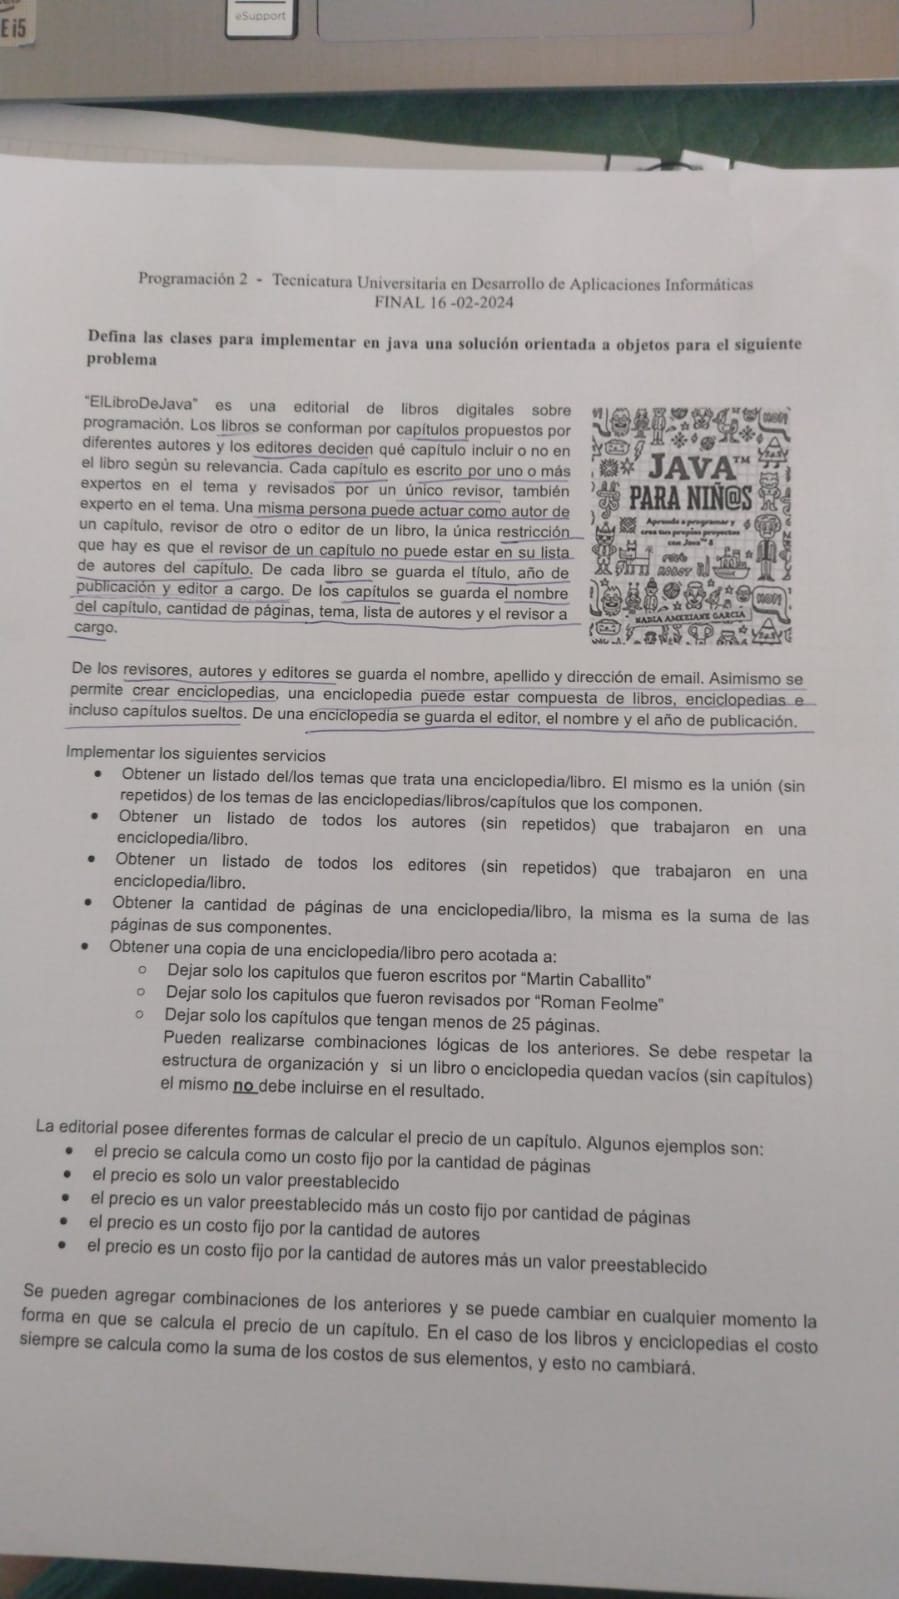 E i5
eSupport
Programación 2 - Tecnicatura Universitaria en Desarrollo de Aplicaciones Informáticas
FINAL 16 -02-2024
Defina las clases para implementar en java una solución orientada a objetos para el siguiente
problema
“ElLibroDeJava” es una editorial de libros digitales sobre
programación. Los libros se conforman por capítulos propuestos por
diferentes autores y los editores deciden qué capítulo incluir o no en
el libro según su relevancia. Cada capítulo es escrito por uno o más
expertos en el tema y revisados por un único revisor, también
experto en el tema. Una misma persona puede actuar como autor de
un capítulo, revisor de otro o editor de un libro, la única restricción
que hay es que el revisor de un capítulo no puede estar en su lista
de autores del capítulo. De cada libro se guarda el título, año de
publicación y editor a cargo. De los capítulos se guarda el nombre
del capítulo, cantidad de páginas, tema, lista de autores y el revisor a
cargo.
JAVA™
PARA NIÑ@S
Aprende a programar y
crea tus propios proyectos
con Java™ 8
NADIA AMEZIANE GARCIA
De los revisores, autores y editores se guarda el nombre, apellido y dirección de email. Asimismo se
permite crear enciclopedias, una enciclopedia puede estar compuesta de libros, enciclopedias e
incluso capítulos sueltos. De una enciclopedia se guarda el editor, el nombre y el año de publicación.
Implementar los siguientes servicios
• Obtener un listado del/los temas que trata una enciclopedia/libro. El mismo es la unión (sin
repetidos) de los temas de las enciclopedias/libros/capítulos que los componen.
• Obtener un listado de todos los autores (sin repetidos) que trabajaron en una
enciclopedia/libro.
• Obtener un listado de todos los editores (sin repetidos) que trabajaron en una
enciclopedia/libro.
• Obtener la cantidad de páginas de una enciclopedia/libro, la misma es la suma de las
páginas de sus componentes.
• Obtener una copia de una enciclopedia/libro pero acotada a:
○ Dejar solo los capitulos que fueron escritos por “Martin Caballito”
○ Dejar solo los capitulos que fueron revisados por “Roman Feolme”
○ Dejar solo los capítulos que tengan menos de 25 páginas.
Pueden realizarse combinaciones lógicas de los anteriores. Se debe respetar la
estructura de organización y si un libro o enciclopedia quedan vacíos (sin capítulos)
el mismo no debe incluirse en el resultado.
La editorial posee diferentes formas de calcular el precio de un capítulo. Algunos ejemplos son:
• el precio se calcula como un costo fijo por la cantidad de páginas
• el precio es solo un valor preestablecido
• el precio es un valor preestablecido más un costo fijo por cantidad de páginas
• el precio es un costo fijo por la cantidad de autores
• el precio es un costo fijo por la cantidad de autores más un valor preestablecido
Se pueden agregar combinaciones de los anteriores y se puede cambiar en cualquier momento la
forma en que se calcula el precio de un capítulo. En el caso de los libros y enciclopedias el costo
siempre se calcula como la suma de los costos de sus elementos, y esto no cambiará.